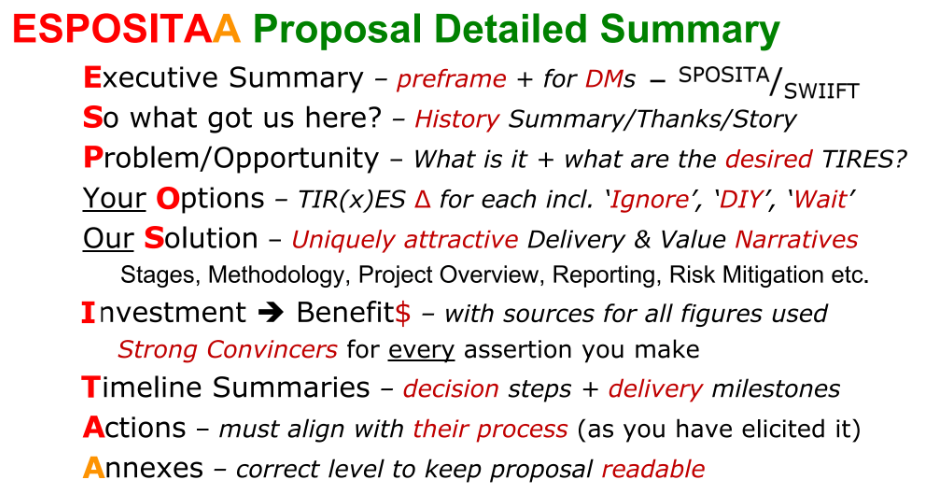 ESPOSITAA Proposal Detailed Summary
Executive Summary – preframe + for DMs – SPOSITA/SWIIFT
So what got us here? – History Summary/Thanks/Story
Problem/Opportunity – What is it + what are the desired TIRES?
Your Options – TIR(x)ES Δ for each incl. ‘Ignore’, ‘DIY’, ‘Wait’
Our Solution – Uniquely attractive Delivery & Value Narratives
Stages, Methodology, Project Overview, Reporting, Risk Mitigation etc.
Investment ➔ Benefit$ – with sources for all figures used
Strong Convincers for every assertion you make
Timeline Summaries – decision steps + delivery milestones
Actions – must align with their process (as you have elicited it)
Annexes – correct level to keep proposal readable